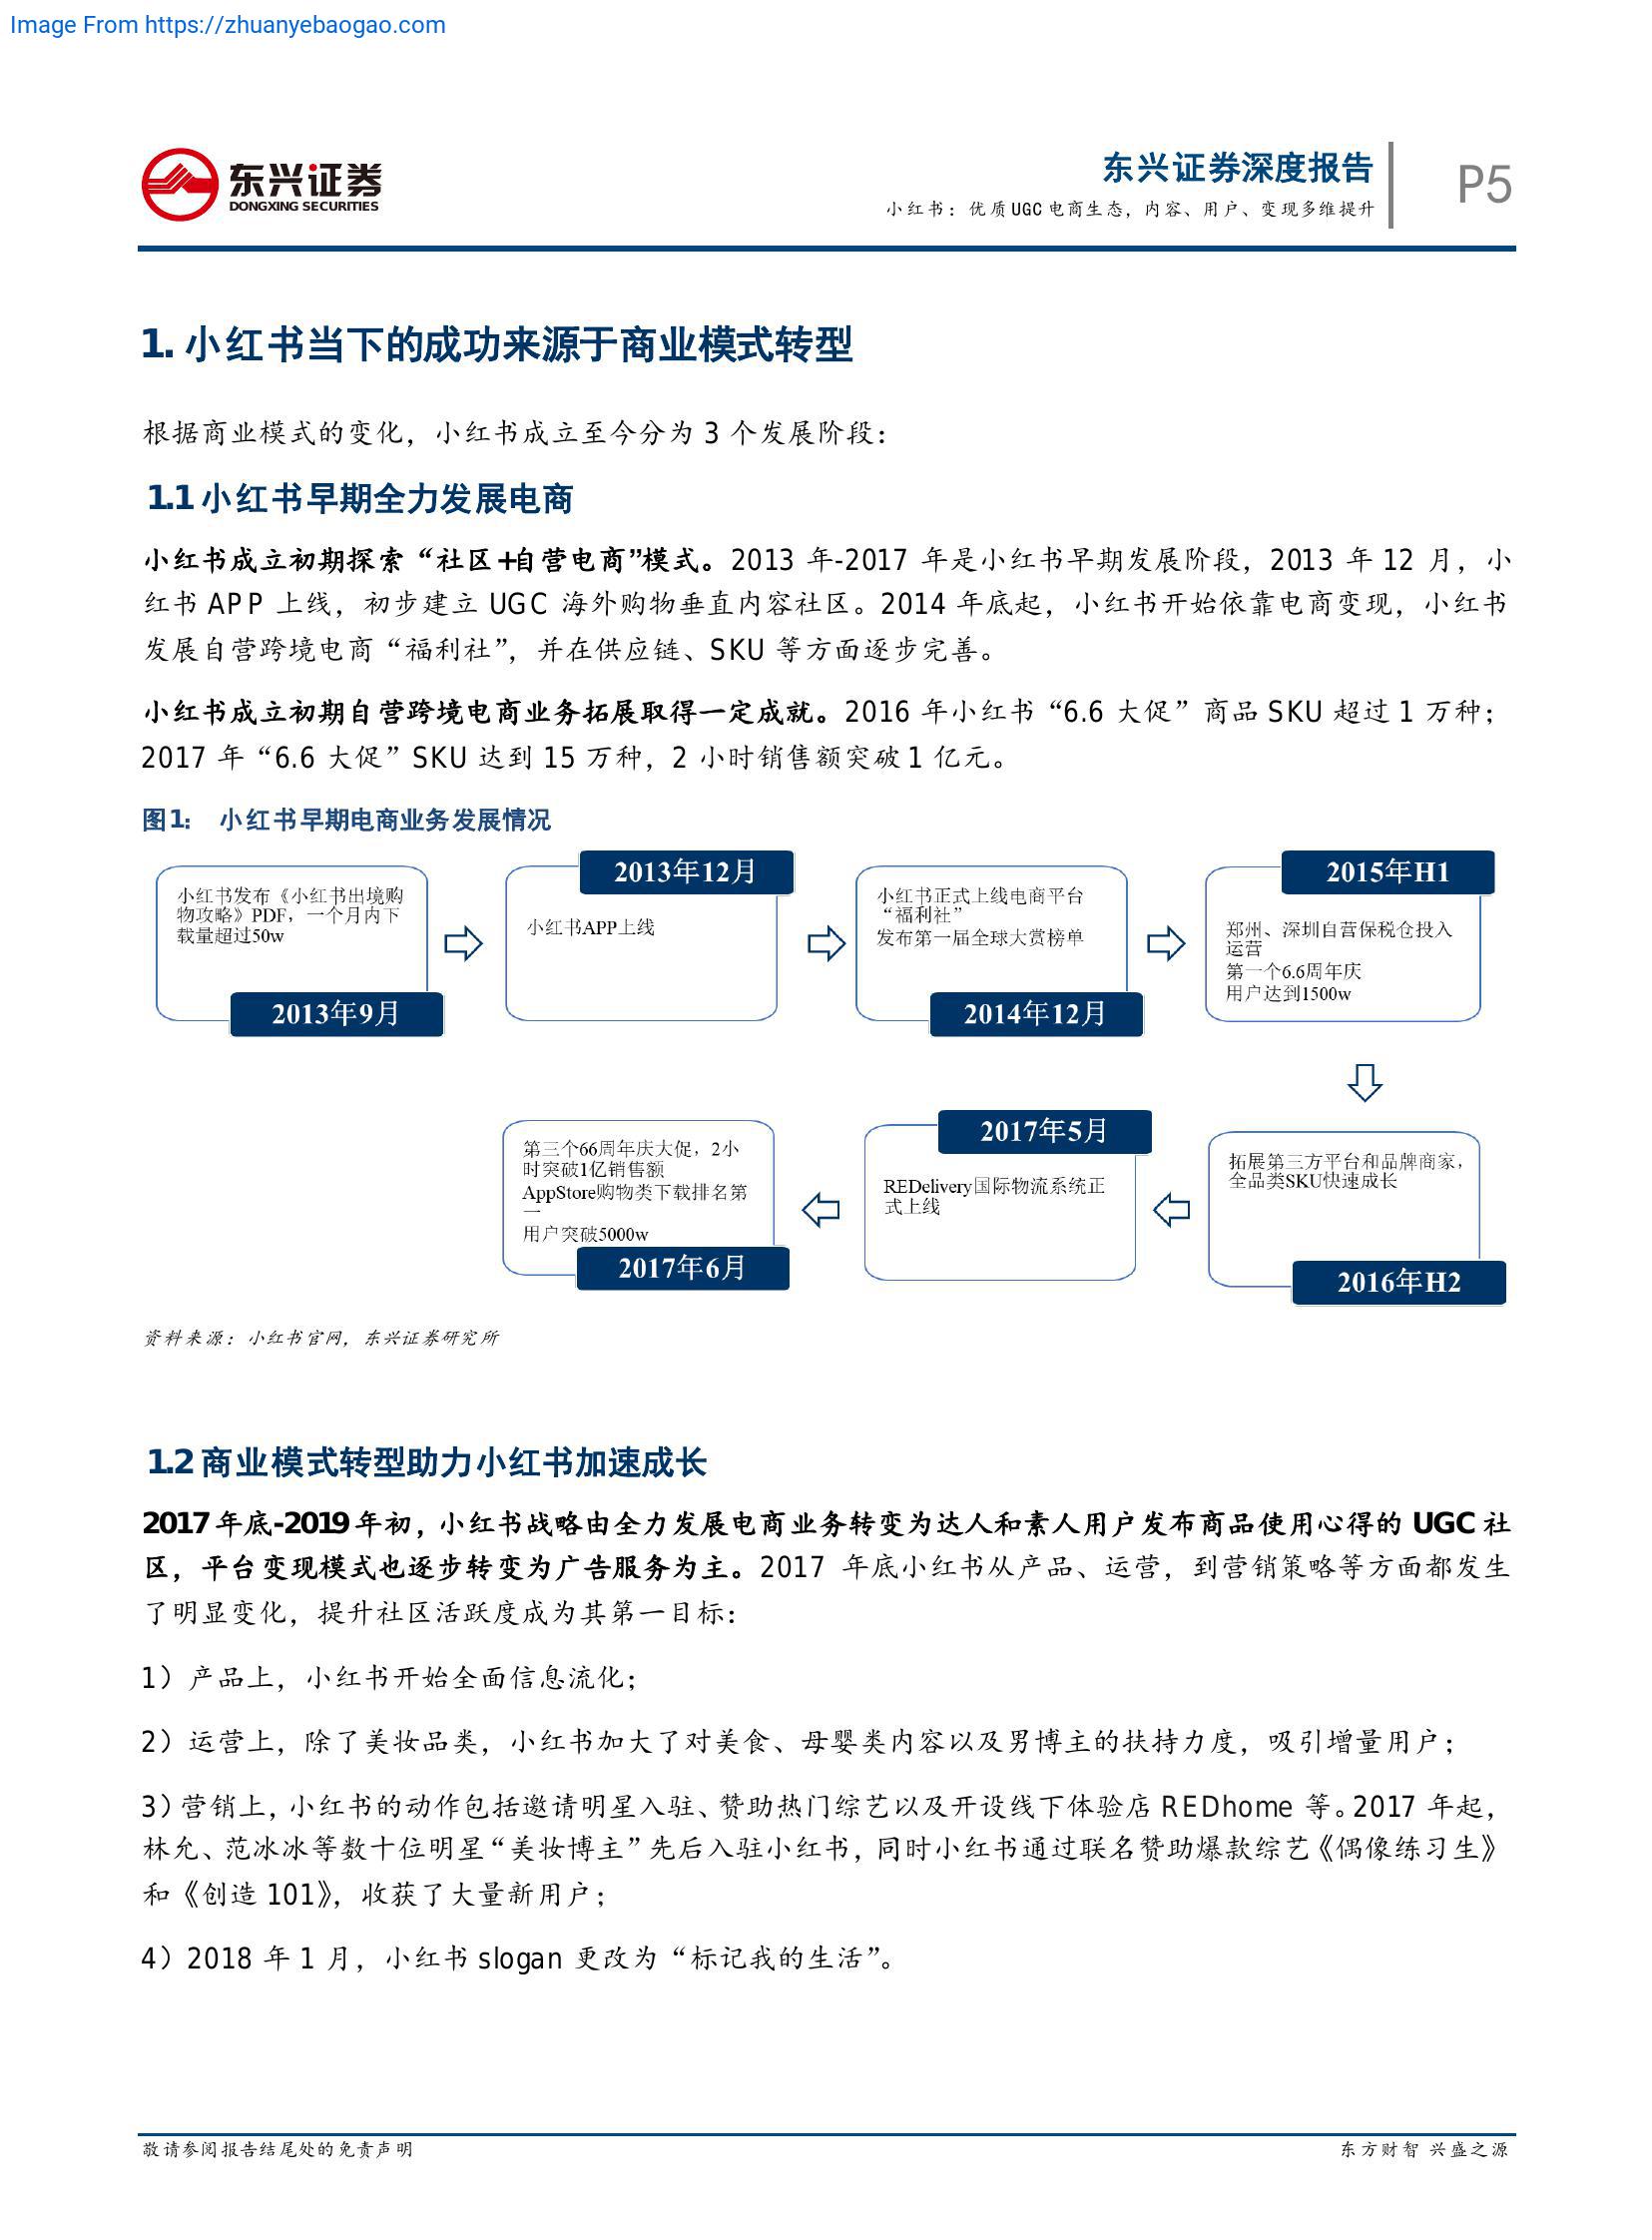 Image From https://zhuanyebaogao.com
东兴证券
DONGXING SECURITIES
东兴证券深度报告
小红书：优质UGC电商生态，内容、用户、变现多维提升
P5
1. 小红书当下的成功来源于商业模式转型
根据商业模式的变化，小红书成立至今分为 3 个发展阶段：
1.1 小红书早期全力发展电商
小红书成立初期探索“社区+自营电商”模式。2013 年-2017 年是小红书早期发展阶段，2013 年 12 月，小
红书 APP 上线，初步建立 UGC 海外购物垂直内容社区。2014 年底起，小红书开始依靠电商变现，小红书
发展自营跨境电商“福利社”，并在供应链、SKU 等方面逐步完善。
小红书成立初期自营跨境电商业务拓展取得一定成就。2016 年小红书“6.6 大促”商品 SKU 超过 1 万种；
2017 年“6.6 大促”SKU 达到 15 万种，2 小时销售额突破 1 亿元。
图1： 小红书早期电商业务发展情况
小红书发布《小红书出境购
物攻略》PDF，一个月内下
载量超过50w
2013年9月
2013年12月
小红书APP上线
小红书正式上线电商平台
“福利社”
发布第一届全球大赏榜单
2014年12月
2015年H1
郑州、深圳自营保税仓投入
运营
第一个6.6周年庆
用户达到1500w
拓展第三方平台和品牌商家，
全品类SKU快速成长
2016年H2
2017年5月
REDelivery国际物流系统正
式上线
第三个66周年庆大促，2小
时突破1亿销售额
AppStore购物类下载排名第
一
用户突破5000w
2017年6月
资料来源：小红书官网，东兴证券研究所
1.2 商业模式转型助力小红书加速成长
2017 年底-2019 年初，小红书战略由全力发展电商业务转变为达人和素人用户发布商品使用心得的 UGC 社
区，平台变现模式也逐步转变为广告服务为主。2017 年底小红书从产品、运营，到营销策略等方面都发生
了明显变化，提升社区活跃度成为其第一目标：
1）产品上，小红书开始全面信息流化；
2）运营上，除了美妆品类，小红书加大了对美食、母婴类内容以及男博主的扶持力度，吸引增量用户；
3）营销上，小红书的动作包括邀请明星入驻、赞助热门综艺以及开设线下体验店 REDhome 等。2017 年起，
林允、范冰冰等数十位明星“美妆博主”先后入驻小红书，同时小红书通过联名赞助爆款综艺《偶像练习生》
和《创造 101》，收获了大量新用户；
4）2018 年 1 月，小红书 slogan 更改为“标记我的生活”。
敬请参阅报告结尾处的免责声明
东方财智 兴盛之源